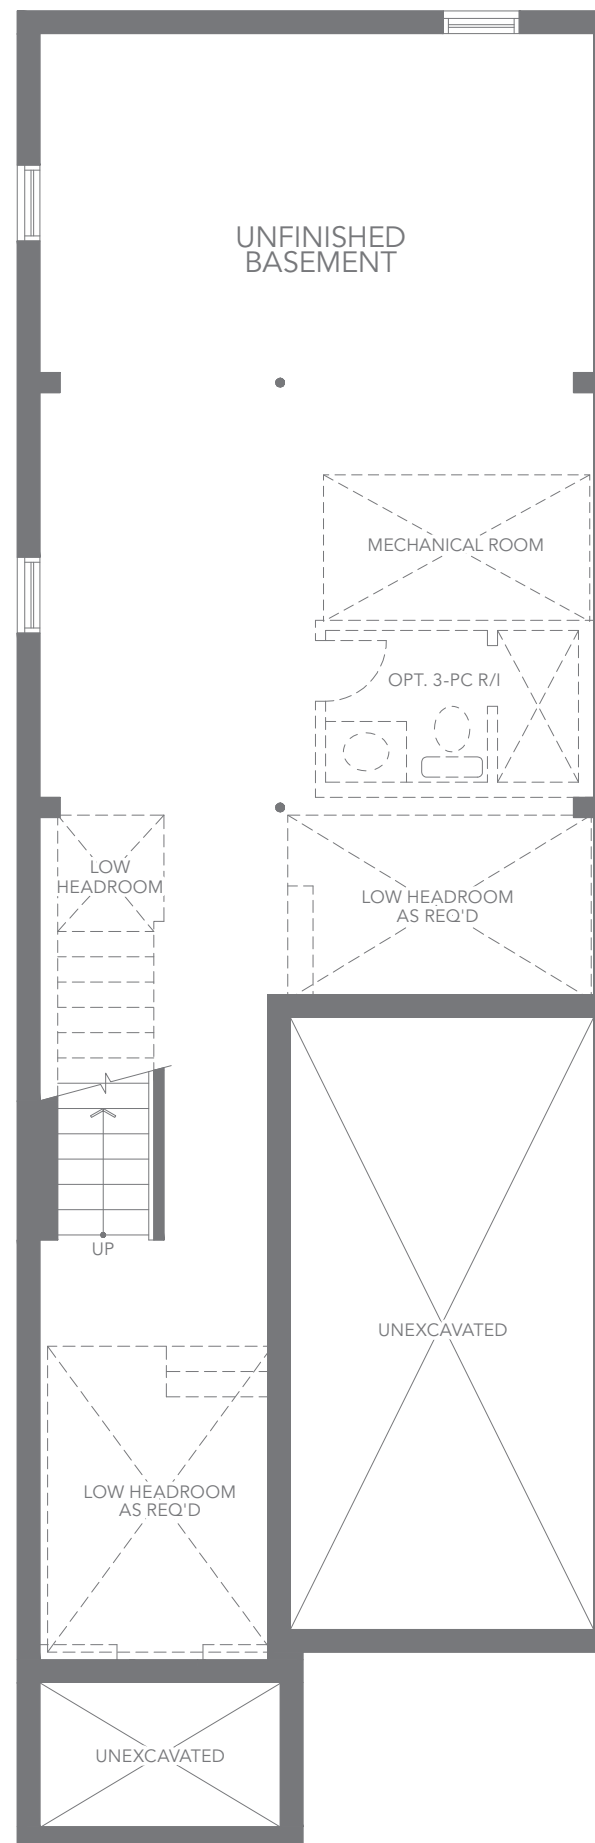 UNFINISHED
BASEMENT
MECHANICAL ROOM
OPT. 3-PC R/I
LOW
HEADROOM
LOW HEADROOM
AS REQ'D
UP
UNEXCAVATED
LOW HEADROOM
AS REQ'D
UNEXCAVATED